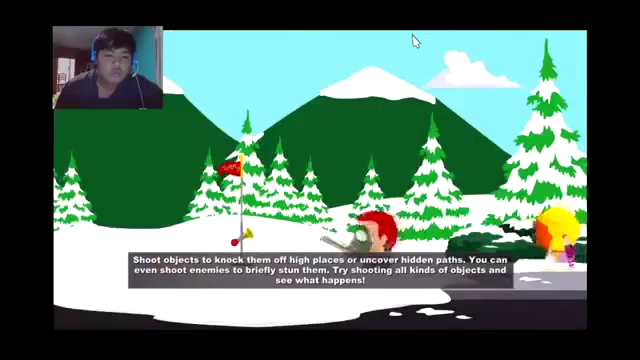 Shoot objects to knock them off high places or uncover hidden paths. You can
even shoot enemies to briefly stun them. Try shooting all kinds of objects and
see what happens!